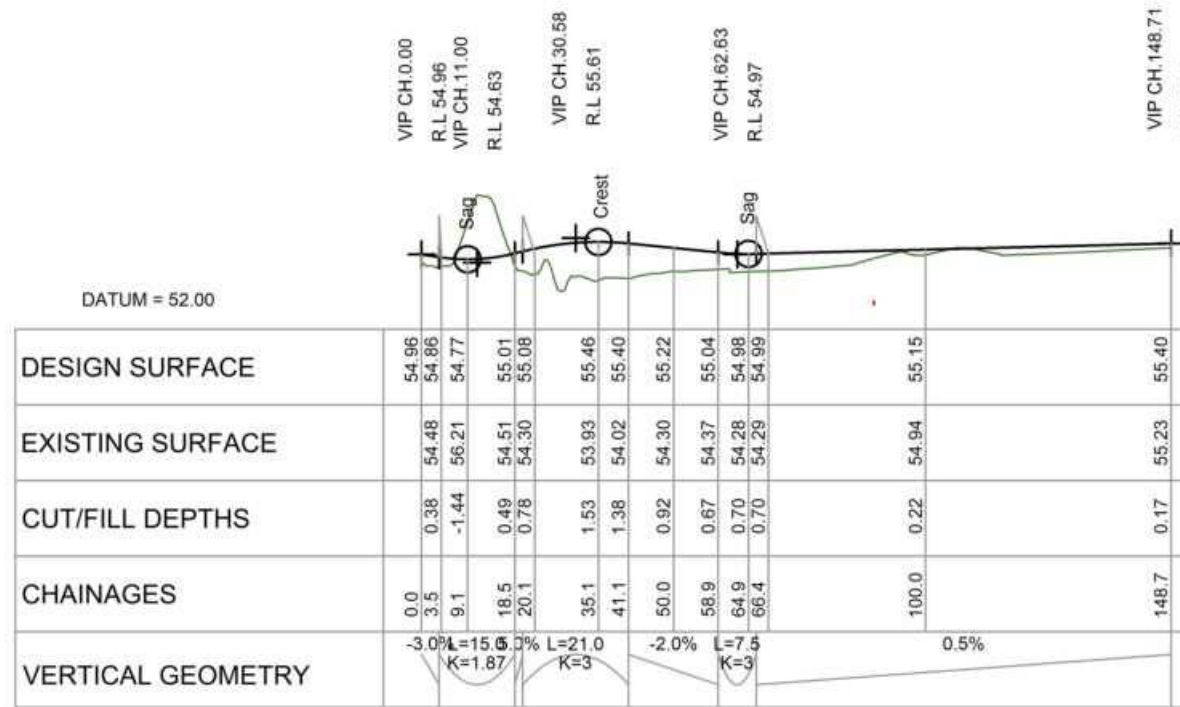 VIP CH.0.00
R.L 54.96
VIP CH.11.00
R.L 54.63
VIP CH.30.58
R.L 55.61
VIP CH.62.63
R.L 54.97
VIP CH.148.71
Sag
Crest
Sag
DATUM = 52.00
DESIGN SURFACE 54.96 54.86 54.77 55.01 55.08 55.46 55.40 55.22 55.04 54.98 54.99 55.15 55.40
EXISTING SURFACE 54.48 56.21 54.51 54.30 53.93 54.02 54.30 54.37 54.28 54.29 54.94 55.23
CUT/FILL DEPTHS 0.38 -1.44 0.49 0.78 1.53 1.38 0.92 0.67 0.70 0.70 0.22 0.17
CHAINAGES 0.0 3.5 9.1 18.5 20.1 35.1 41.1 50.0 58.9 64.9 66.4 100.0 148.7
-3.0% L=15.0 5.0% L=21.0 -2.0% L=7.5 0.5%
K=1.87 K=3 K=3
VERTICAL GEOMETRY